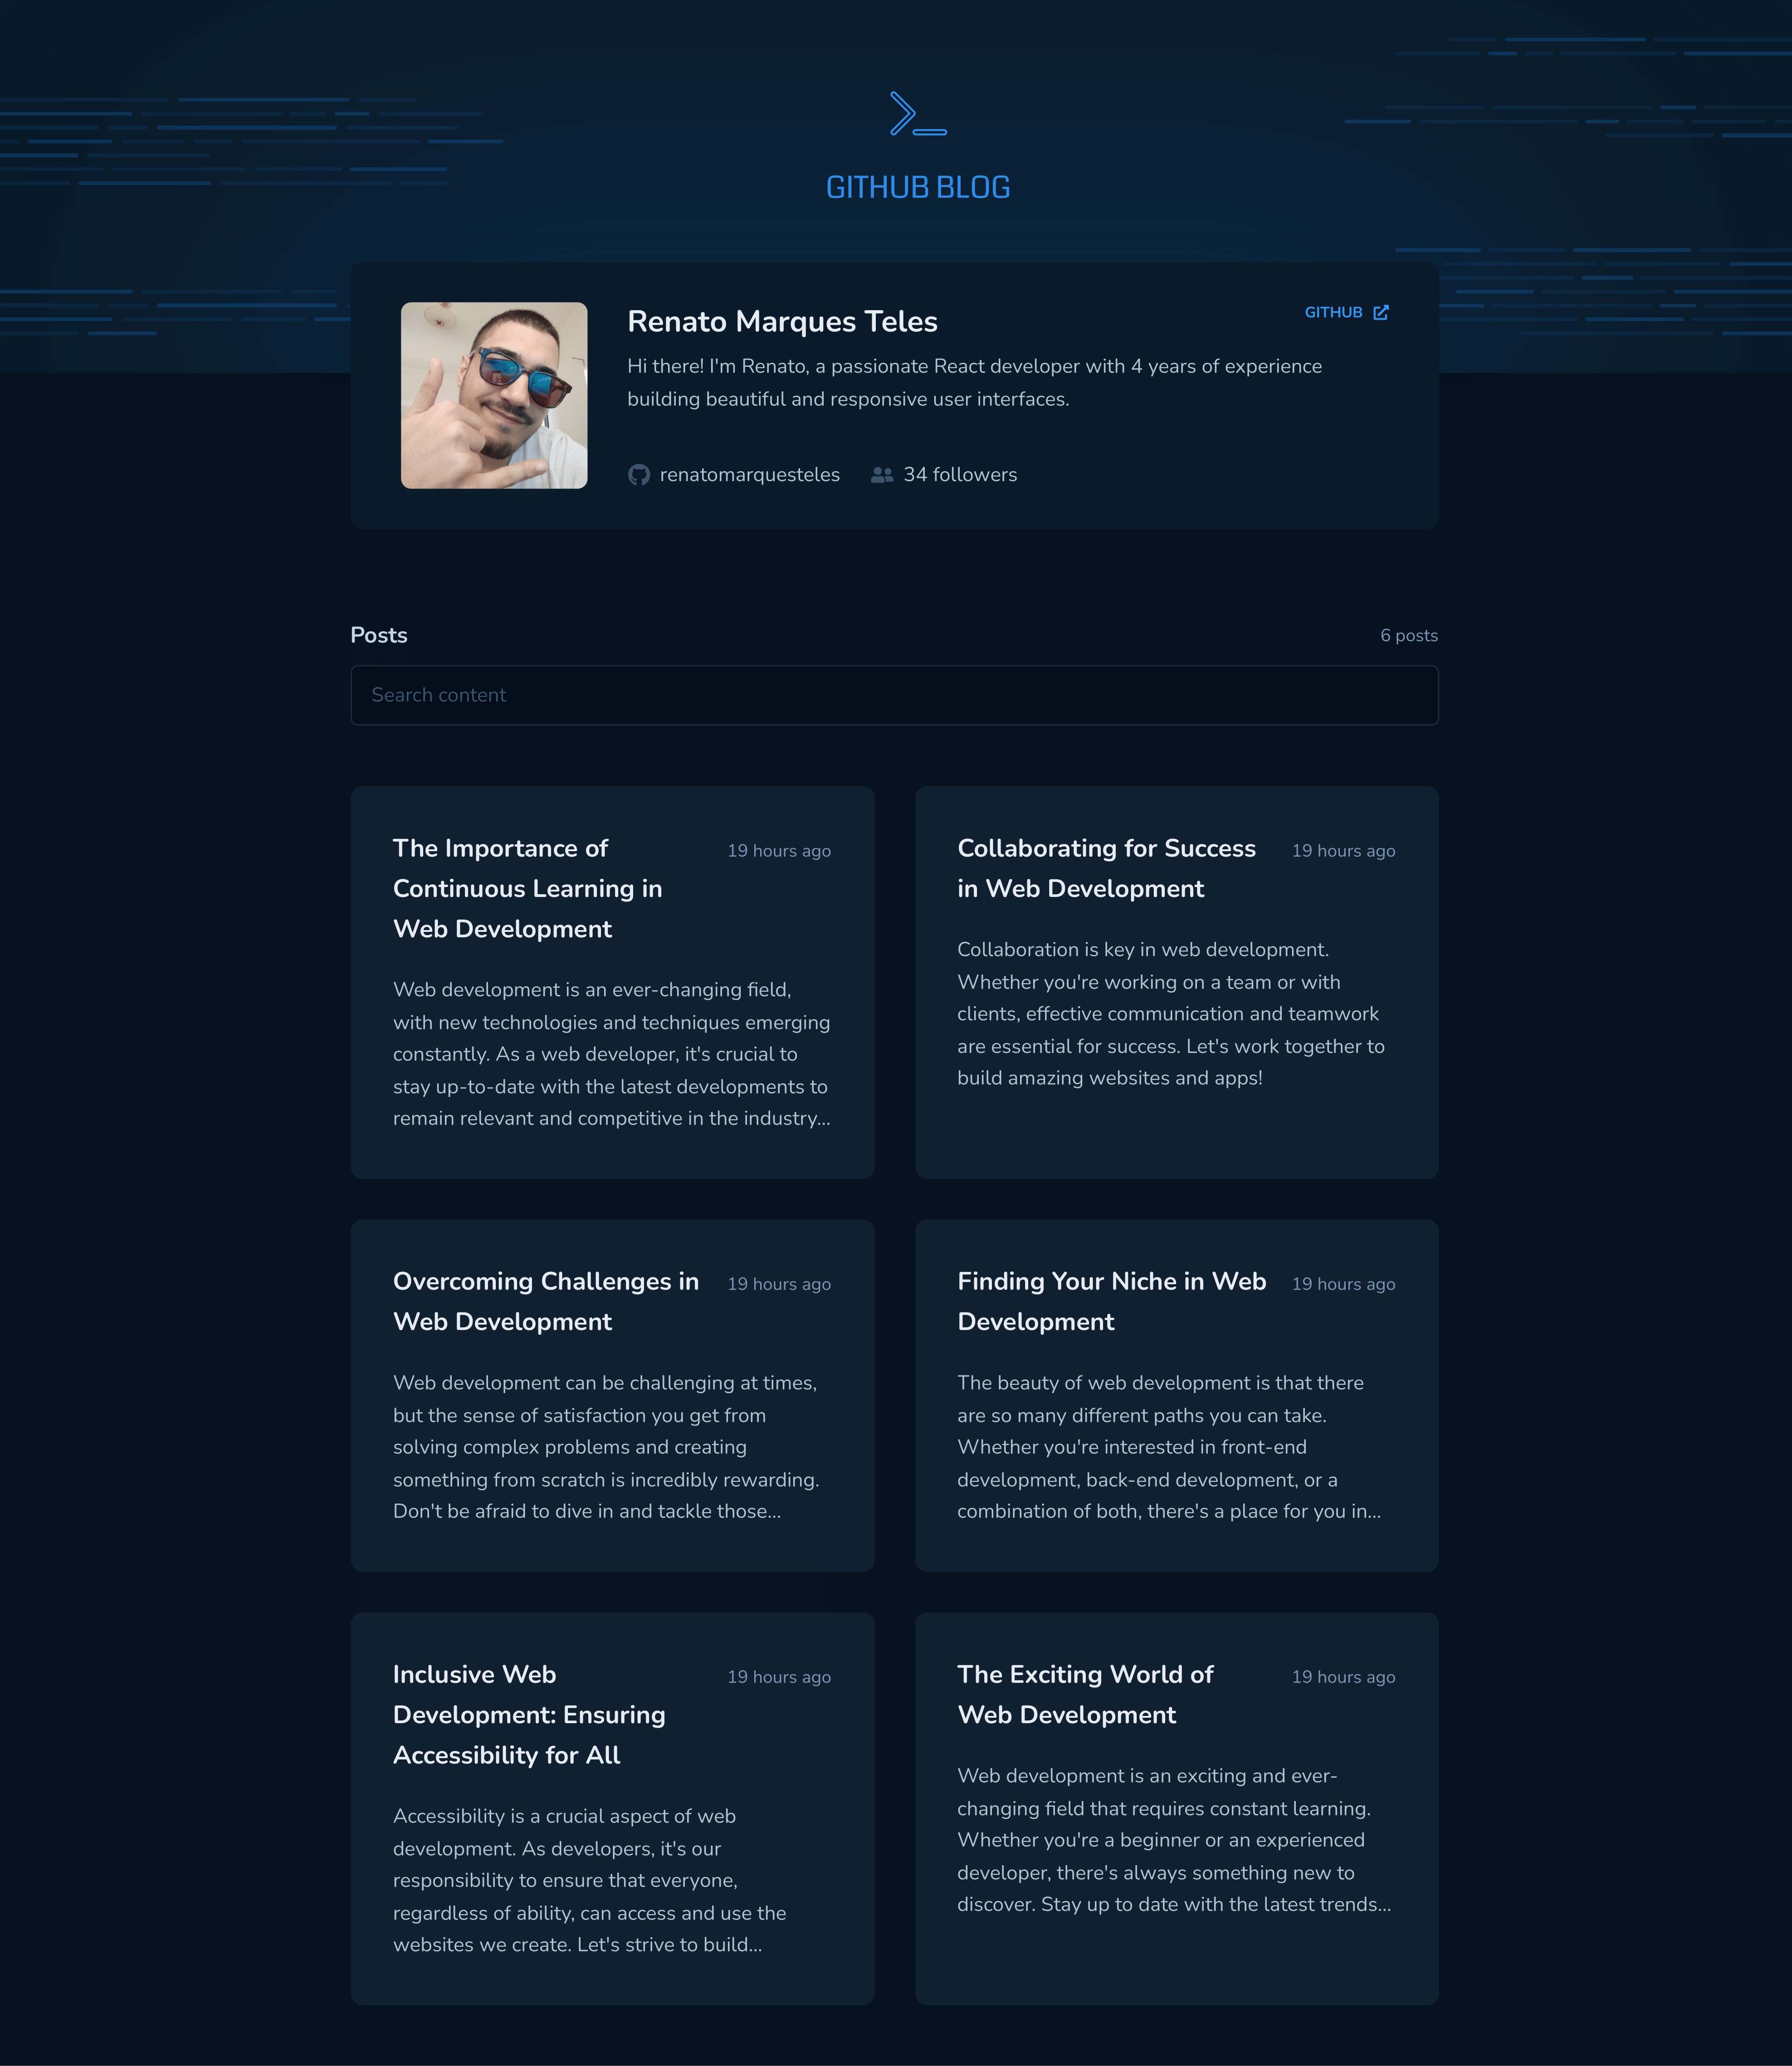 GITHUB BLOG
Renato Marques Teles
GITHUB
Hi there! I'm Renato, a passionate React developer with 4 years of experience
building beautiful and responsive user interfaces.
renatomarquesteles
34 followers
Posts
6 posts
Search content
The Importance of
Continuous Learning in
Web Development
19 hours ago
Web development is an ever-changing field,
with new technologies and techniques emerging
constantly. As a web developer, it's crucial to
stay up-to-date with the latest developments to
remain relevant and competitive in the industry...
Collaborating for Success
in Web Development
19 hours ago
Collaboration is key in web development.
Whether you're working on a team or with
clients, effective communication and teamwork
are essential for success. Let's work together to
build amazing websites and apps!
Overcoming Challenges in
Web Development
19 hours ago
Web development can be challenging at times,
but the sense of satisfaction you get from
solving complex problems and creating
something from scratch is incredibly rewarding.
Don't be afraid to dive in and tackle those...
Finding Your Niche in Web
Development
19 hours ago
The beauty of web development is that there
are so many different paths you can take.
Whether you're interested in front-end
development, back-end development, or a
combination of both, there's a place for you in...
Inclusive Web
Development: Ensuring
Accessibility for All
19 hours ago
Accessibility is a crucial aspect of web
development. As developers, it's our
responsibility to ensure that everyone,
regardless of ability, can access and use the
websites we create. Let's strive to build...
The Exciting World of
Web Development
19 hours ago
Web development is an exciting and ever-
changing field that requires constant learning.
Whether you're a beginner or an experienced
developer, there's always something new to
discover. Stay up to date with the latest trends...